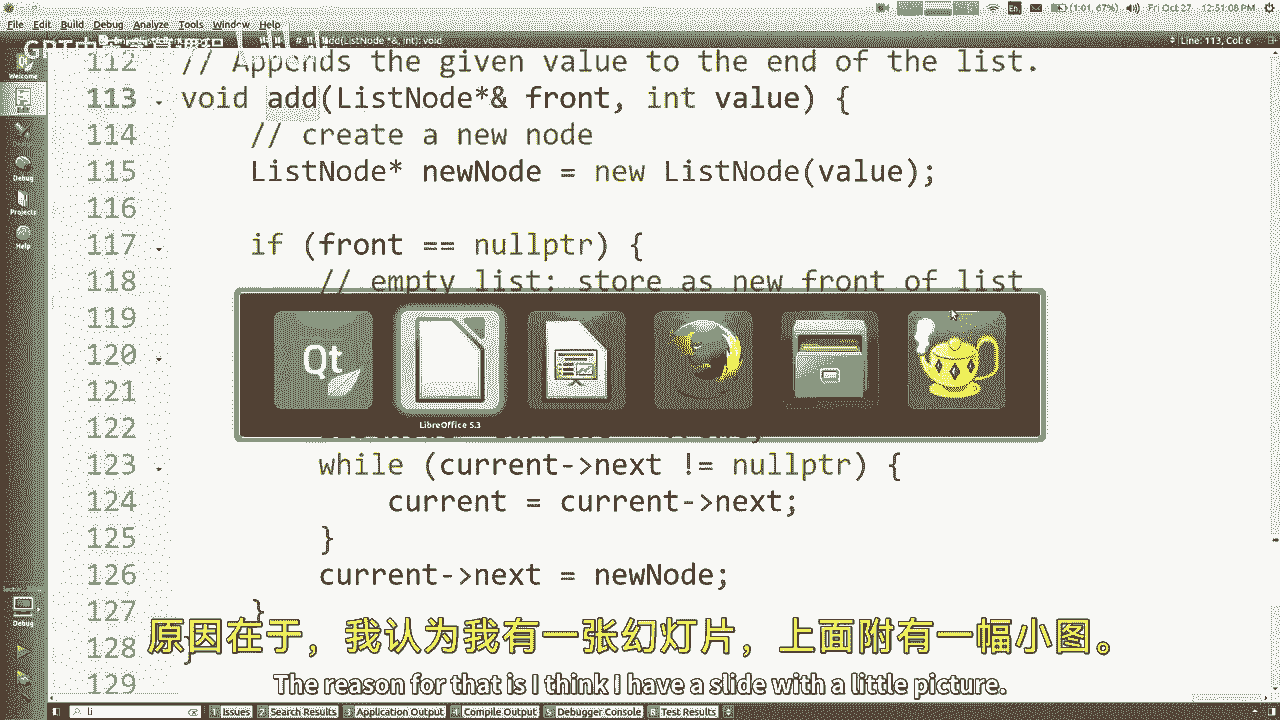 File Edit Build Debug Analyze Tools Window Help
(1:01, 67%) Fri Oct 27 12:51:08 PM
add(ListNode *&, int): void
Line: 113, Col: 6
Welcome
112 // Appends the given value to the end of the list.
113 void add(ListNode*& front, int value) {
114 // create a new node
115 ListNode* newNode = new ListNode(value);
116
117 if (front == nullptr) {
118 // empty list: store as new front of list
119
120
121
122
LibreOffice 5.3
123 while (current->next != nullptr) {
124 current = current->next;
125 }
126 current->next = newNode;
127 }
128 }
129
Debug
Projects
Help
Debug
原因在于，我认为我有一张幻灯片，上面附有一幅小图。
The reason for that is I think I have a slide with a little picture.
li
1 Issues 2 Search Results 3 Application Output 4 Compile Output 5 Debugger Console 8 Test Results
Qt
En